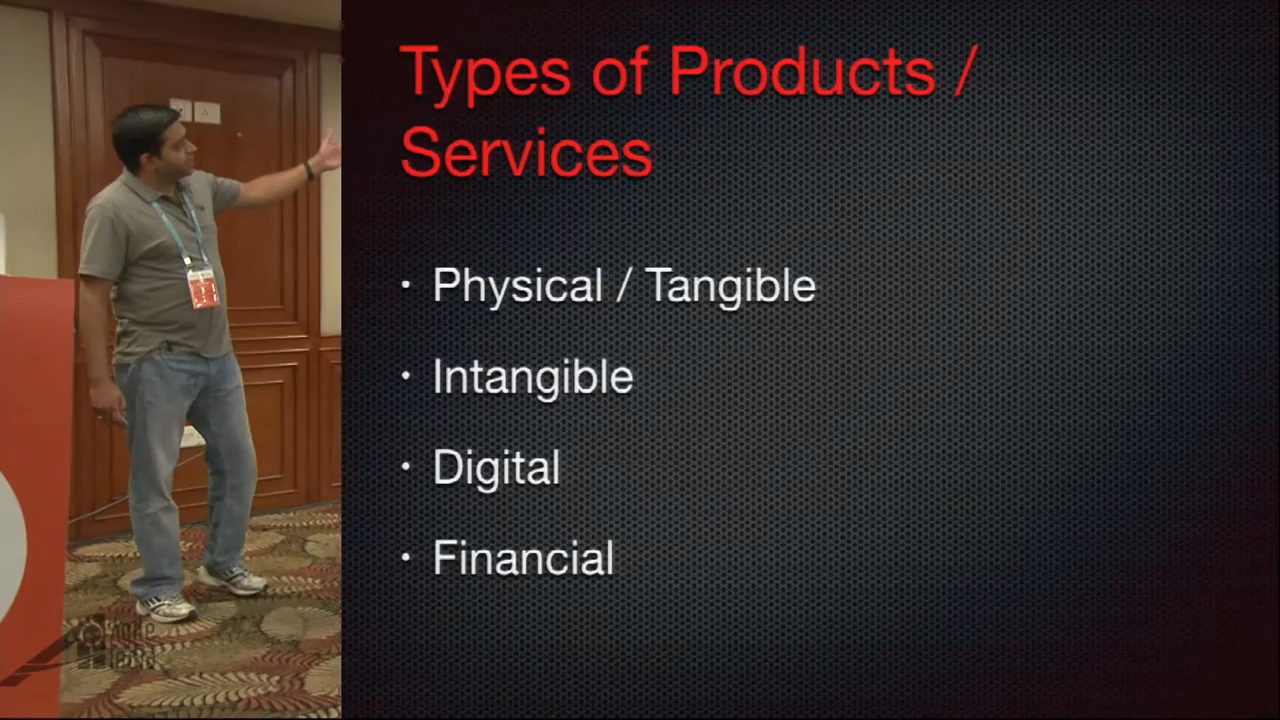 Types of Products /
Services
• Physical / Tangible
• Intangible
• Digital
• Financial